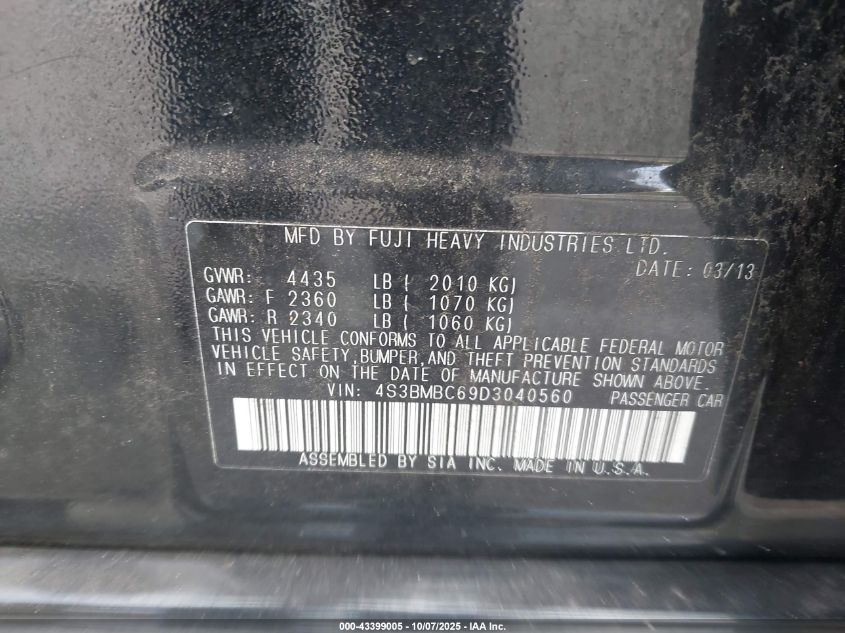 MFD BY FUJI HEAVY INDUSTRIES LTD.
DATE: 03/13
GVWR: 4435 LB ( 2010 KG)
GAWR: F 2360 LB ( 1070 KG)
GAWR: R 2340 LB ( 1060 KG)
THIS VEHICLE CONFORMS TO ALL APPLICABLE FEDERAL MOTOR
VEHICLE SAFETY,BUMPER,AND THEFT PREVENTION STANDARDS
IN EFFECT ON THE DATE OF MANUFACTURE SHOWN ABOVE.
VIN: 4S3BMBC69D3040560 PASSENGER CAR
ASSEMBLED BY SIA INC. MADE IN U.S.A.
000-43399005 - 10/07/2025 - IAA Inc.